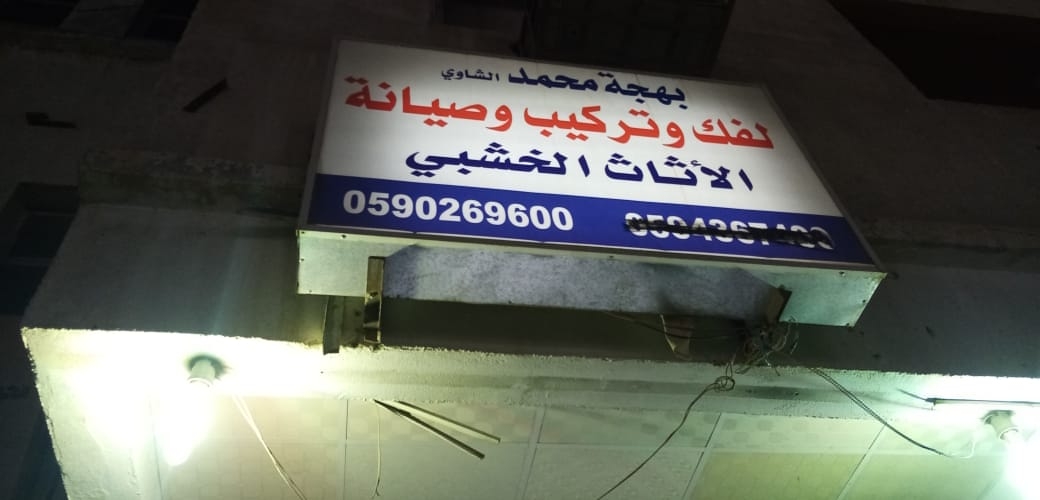 بهجة محمد الشاوي
لفك وتركيب وصيانة
الأثاث الخشبي
0590269600